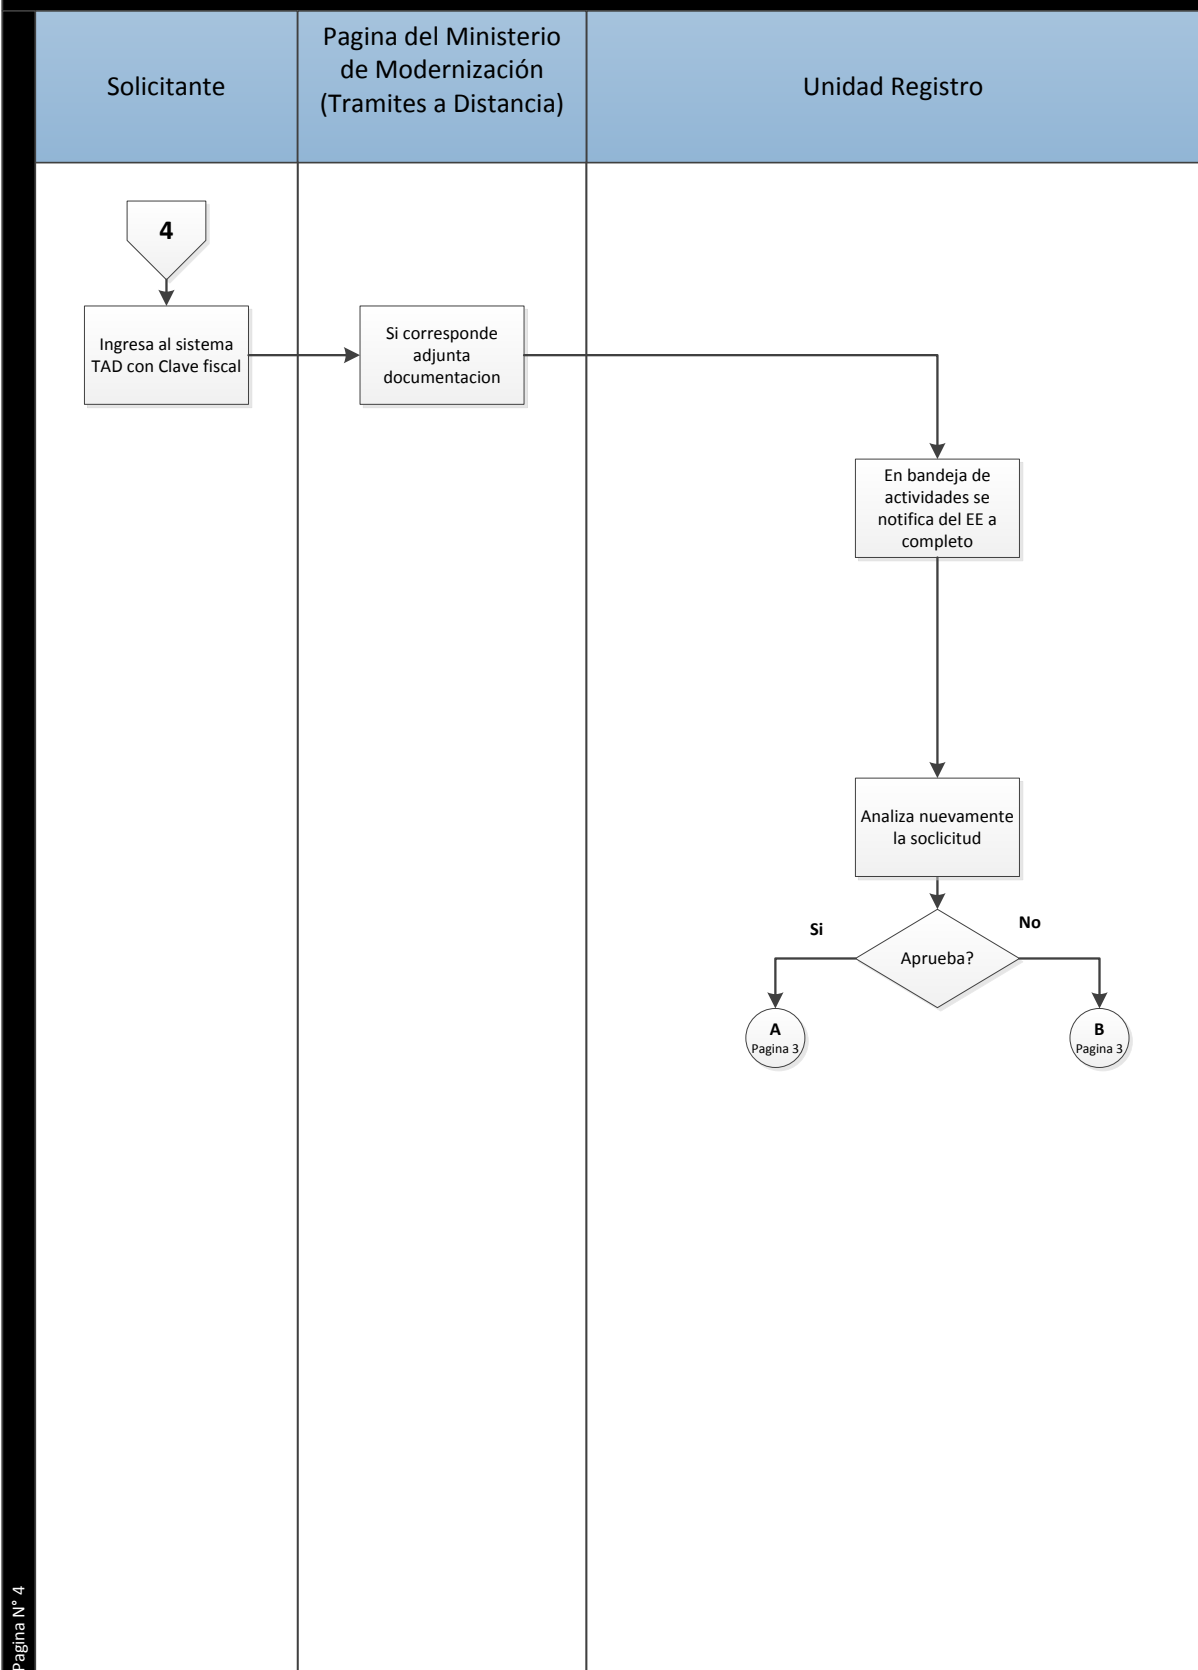 Solicitante
Pagina del Ministerio
de Modernización
(Tramites a Distancia)
Unidad Registro
4
Ingresa al sistema
TAD con Clave fiscal
Si corresponde
adjunta
documentacion
En bandeja de
actividades se
notifica del EE a
completo
Analiza nuevamente
la soclicitud
Si
No
Aprueba?
A
Pagina 3
B
Pagina 3
Pagina N° 4